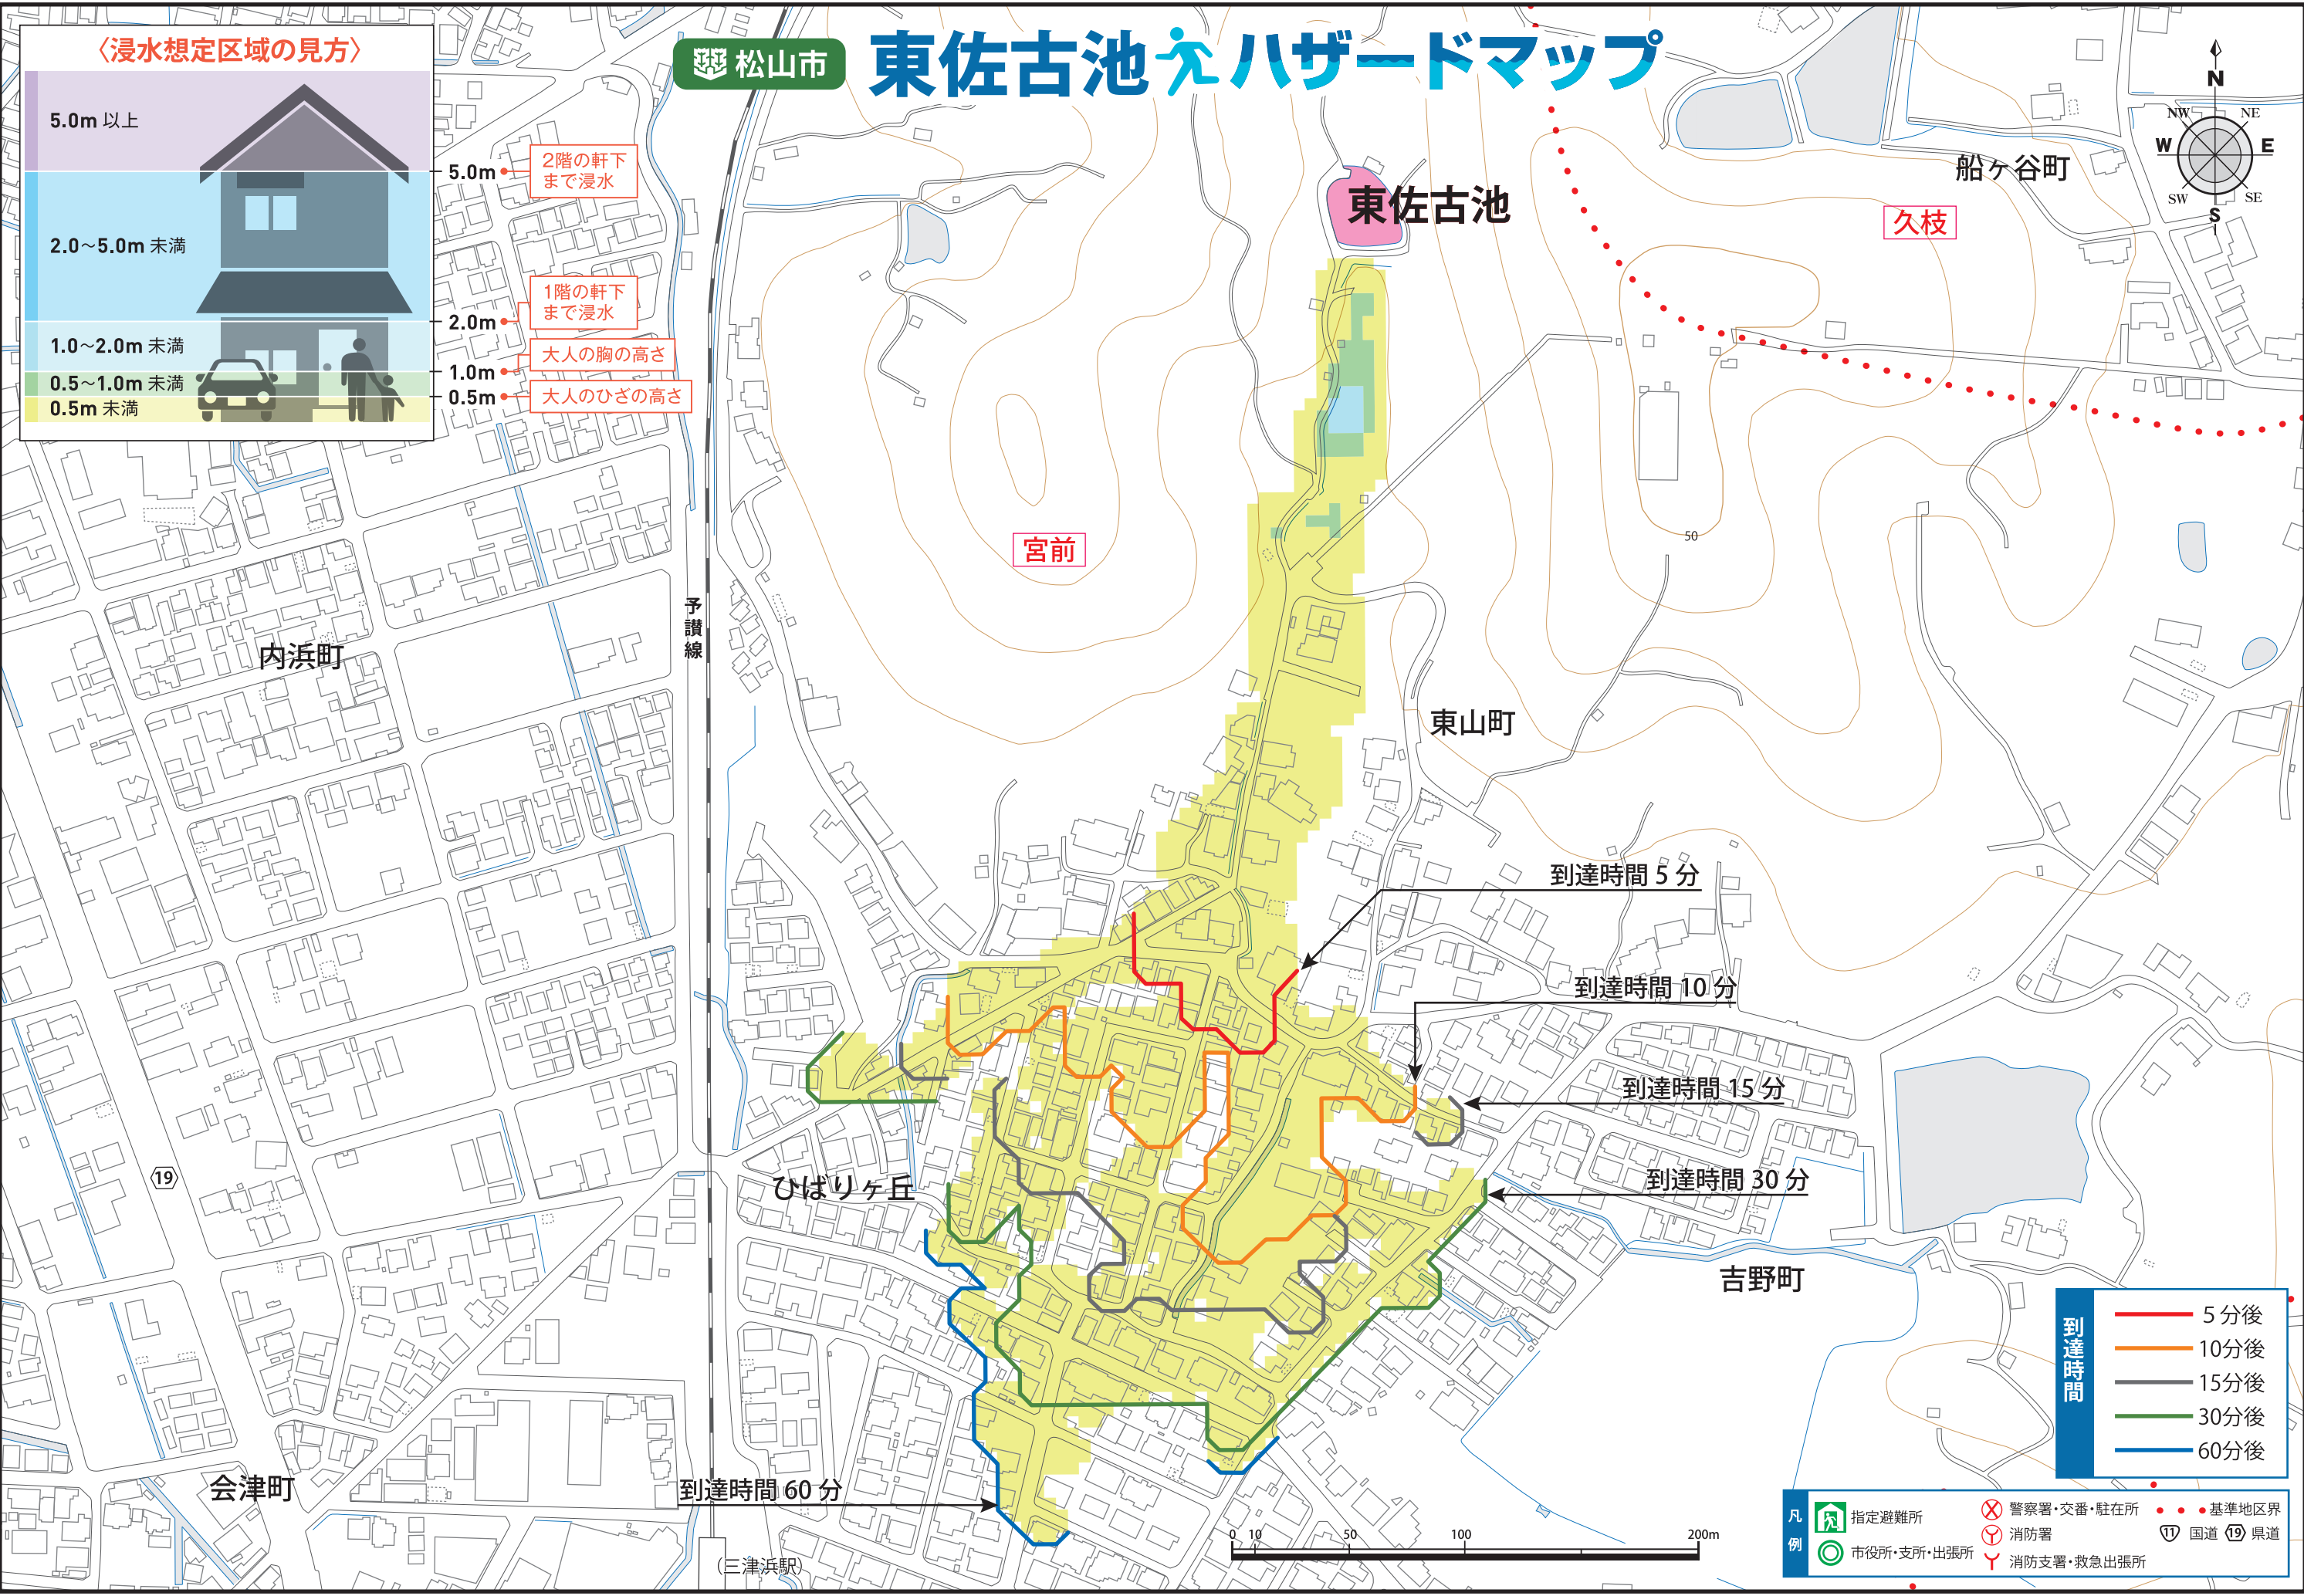 〈浸水想定区域の見方〉
5.0m 以上
2.0～5.0m 未満
1.0～2.0m 未満
0.5～1.0m 未満
0.5m 未満
5.0m
2.0m
1.0m
0.5m
2階の軒下
まで浸水
1階の軒下
まで浸水
大人の胸の高さ
大人のひざの高さ
松山市
東佐古池ハザードマップ
N
NW
NE
W
E
SW
SE
S
船ヶ谷町
久枝
東佐古池
宮前
50
予讃線
内浜町
東山町
到達時間 5 分
到達時間 10 分
到達時間 15 分
到達時間 30 分
19
ひばりヶ丘
吉野町
会津町
到達時間 60 分
（三津浜駅）
到達時間
5 分後
10分後
15分後
30分後
60分後
0 10 50 100 200m
凡例
指定避難所
市役所・支所・出張所
警察署・交番・駐在所
消防署
消防支署・救急出張所
基準地区界
11 国道 19 県道